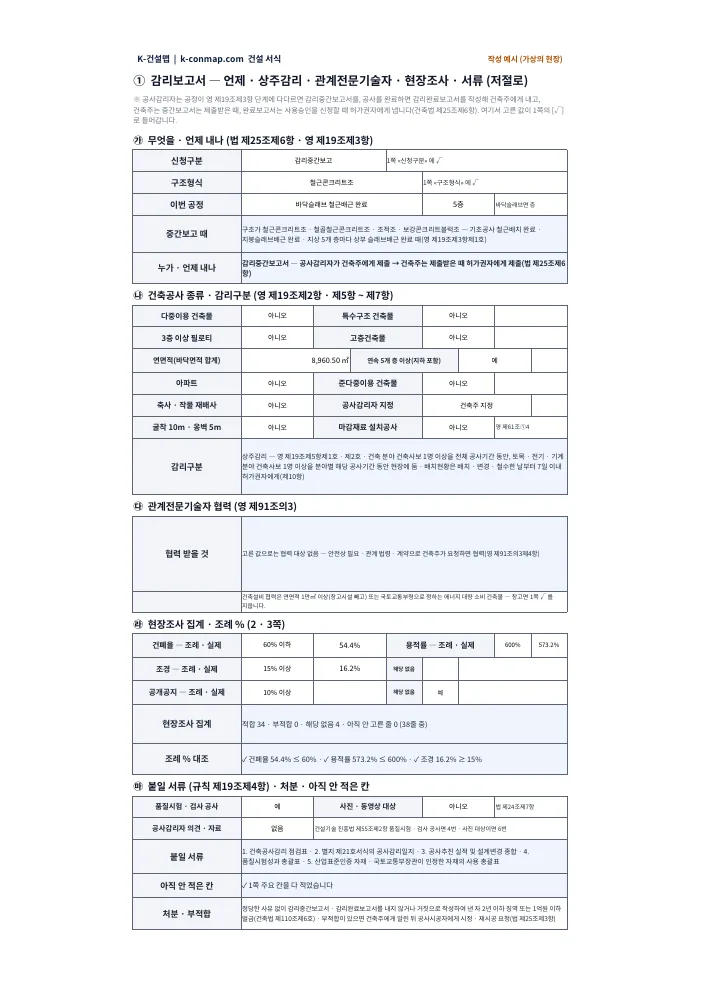 K-건설맵 | k-conmap.com 건설 서식
작성 예시 (가상의 현장)
① 감리보고서 — 언제 · 상주감리 · 관계전문기술자 · 현장조사 · 서류 (저절로)
※ 공사감리자는 공정이 영 제19조제3항 단계에 다다르면 감리중간보고서를, 공사를 완료하면 감리완료보고서를 작성해 건축주에게 내고,
건축주는 중간보고서는 제출받은 때, 완료보고서는 사용승인을 신청할 때 허가권자에게 냅니다(건축법 제25조제6항). 여기서 고른 값이 1쪽의 [√]
로 들어갑니다.
㉮ 무엇을 · 언제 내나 (법 제25조제6항 · 영 제19조제3항)
신청구분 감리중간보고 1쪽 «신청구분» 에 √
구조형식 철근콘크리트조 1쪽 «구조형식» 에 √
이번 공정 바닥슬래브 철근배근 완료 5층 바닥슬래브면 층
중간보고 때
구조가 철근콘크리트조 · 철골철근콘크리트조 · 조적조 · 보강콘크리트블럭조 — 기초공사 철근배치 완료 ·
지붕슬래브배근 완료 · 지상 5개 층마다 상부 슬래브배근 완료 때(영 제19조제3항제1호)
누가 · 언제 내나
감리중간보고서 — 공사감리자가 건축주에게 제출 → 건축주는 제출받은 때 허가권자에게 제출(법 제25조제6
항)
㉯ 건축공사 종류 · 감리구분 (영 제19조제2항 · 제5항 ~ 제7항)
다중이용 건축물 아니오 특수구조 건축물 아니오
3층 이상 필로티 아니오 고층건축물 아니오
연면적(바닥면적 합계) 8,960.50 ㎡ 연속 5개 층 이상(지하 포함) 예
아파트 아니오 준다중이용 건축물 아니오
축사 · 작물 재배사 아니오 공사감리자 지정 건축주 지정
굴착 10m · 옹벽 5m 아니오 마감재료 설치공사 아니오 영 제61조①4
감리구분
상주감리 — 영 제19조제5항제1호 · 제2호 · 건축 분야 건축사보 1명 이상을 전체 공사기간 동안, 토목 · 전기 · 기계
분야 건축사보 1명 이상을 분야별 해당 공사기간 동안 현장에 둠 · 배치현황은 배치 · 변경 · 철수한 날부터 7일 이내
허가권자에게(제10항)
㉰ 관계전문기술자 협력 (영 제91조의3)
협력 받을 것 고른 값으로는 협력 대상 없음 — 안전상 필요 · 관계 법령 · 계약으로 건축주가 요청하면 협력(영 제91조의3제4항)
건축설비 협력은 연면적 1만㎡ 이상(창고시설 빼고) 또는 국토교통부령으로 정하는 에너지 대량 소비 건축물 — 창고면 1쪽 √ 를
지웁니다.
㉱ 현장조사 집계 · 조례 % (2 · 3쪽)
건폐율 — 조례 · 실제 60% 이하 54.4% 용적률 — 조례 · 실제 600% 573.2%
조경 — 조례 · 실제 15% 이상 16.2% 해당 없음
공개공지 — 조례 · 실제 10% 이상 해당 없음 예
현장조사 집계 적합 34 · 부적합 0 · 해당 없음 4 · 아직 안 고른 줄 0 (38줄 중)
조례 % 대조 ✓ 건폐율 54.4% ≤ 60% · ✓ 용적률 573.2% ≤ 600% · ✓ 조경 16.2% ≥ 15%
㉲ 붙일 서류 (규칙 제19조제4항) · 처분 · 아직 안 적은 칸
품질시험 · 검사 공사 예 사진 · 동영상 대상 아니오 법 제24조제7항
공사감리자 의견 · 자료 없음 건설기술 진흥법 제55조제2항 품질시험 · 검사 공사면 4번 · 사진 대상이면 6번
붙일 서류
1. 건축공사감리 점검표 · 2. 별지 제21호서식의 공사감리일지 · 3. 공사추진 실적 및 설계변경 종합 · 4.
품질시험성과 총괄표 · 5. 산업표준인증 자재 · 국토교통부장관이 인정한 자재의 사용 총괄표
아직 안 적은 칸 ✓ 1쪽 주요 칸을 다 적었습니다
처분 · 부적합
정당한 사유 없이 감리중간보고서 · 감리완료보고서를 내지 않거나 거짓으로 작성하여 낸 자 2년 이하 징역 또는 1억원 이하
벌금(건축법 제110조제6호) · 부적합이 있으면 건축주에게 알린 뒤 공사시공자에게 시정 · 재시공 요청(법 제25조제3항)